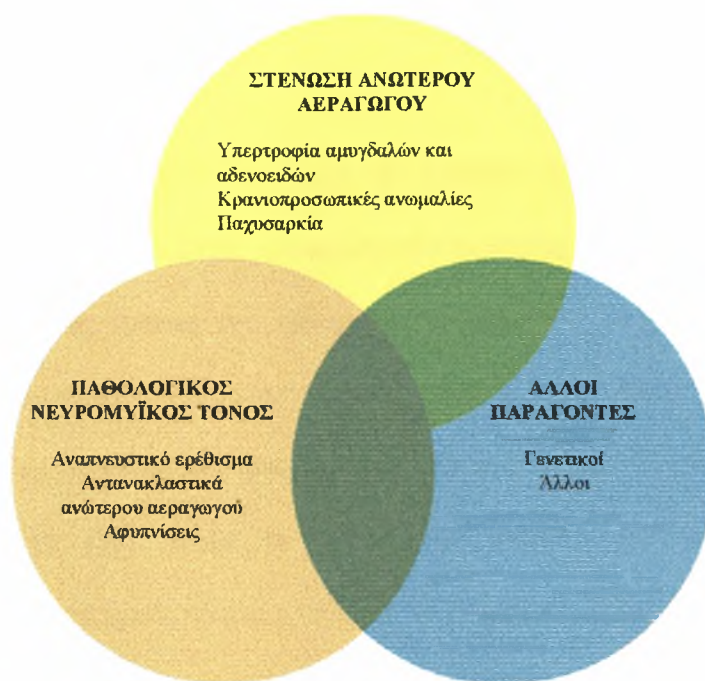 ΣΤΕΝΩΣΗ ΑΝΩΤΕΡΟΥ
ΑΕΡΑΓΩΓΟΥ
Υπερτροφία αμυγδαλών και
αδενοειδών
Κρανιοπροσωπικές ανωμαλίες
Παχυσαρκία
ΠΑΘΟΛΟΓΙΚΟΣ
ΝΕΥΡΟΜΥΪΚΟΣ ΤΟΝΟΣ
Αναπνευστικό ερέθισμα
Αντανακλαστικά
ανώτερου αεραγωγού
Αφυπνίσεις
ΑΛΛΟΙ
ΠΑΡΑΓΟΝΤΕΣ
Γενετικοί
Άλλοι